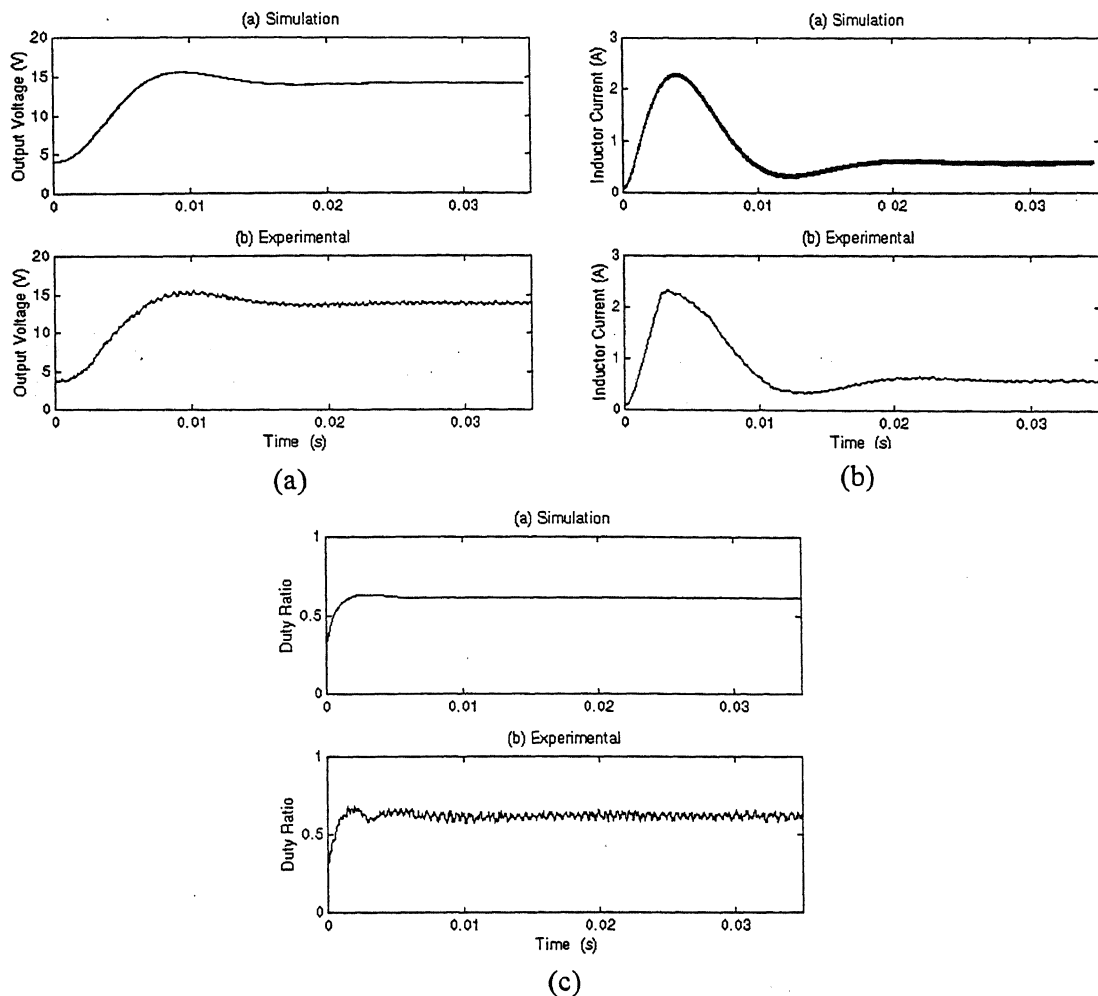 (a) Simulation
Output Voltage (V)
20
15
10
5
0
0 0.01 0.02 0.03
(b) Experimental
Output Voltage (V)
20
15
10
5
0
0 0.01 0.02 0.03
Time (s)
(a)
(a) Simulation
Inductor Current (A)
3
2
1
0
0 0.01 0.02 0.03
(b) Experimental
Inductor Current (A)
3
2
1
0
0 0.01 0.02 0.03
Time (s)
(b)
(a) Simulation
Duty Ratio
1
0.5
0
0 0.01 0.02 0.03
(b) Experimental
Duty Ratio
1
0.5
0
0 0.01 0.02 0.03
Time (s)
(c)